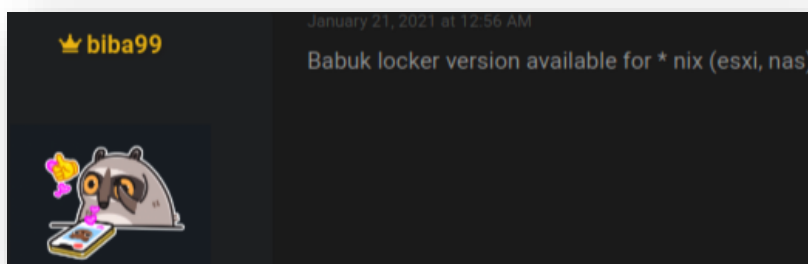 January 21, 2021 at 12:56 AM
biba99
Babuk locker version available for * nix (esxi, nas)